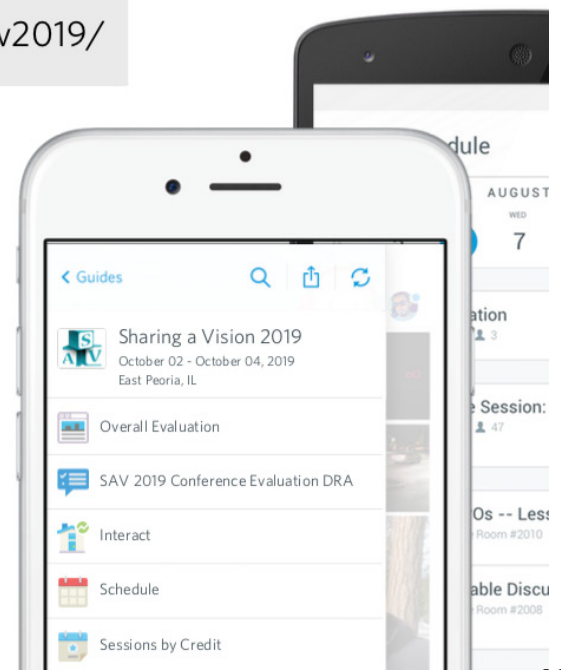 v2019/
dule
AUGUST
WED
7
ation
3
Session:
47
Os -- Less
Room #2010
able Discu
Room #2008
Guides
SAV
Sharing a Vision 2019
October 02 - October 04, 2019
East Peoria, IL
Overall Evaluation
SAV 2019 Conference Evaluation DRA
Interact
Schedule
Sessions by Credit